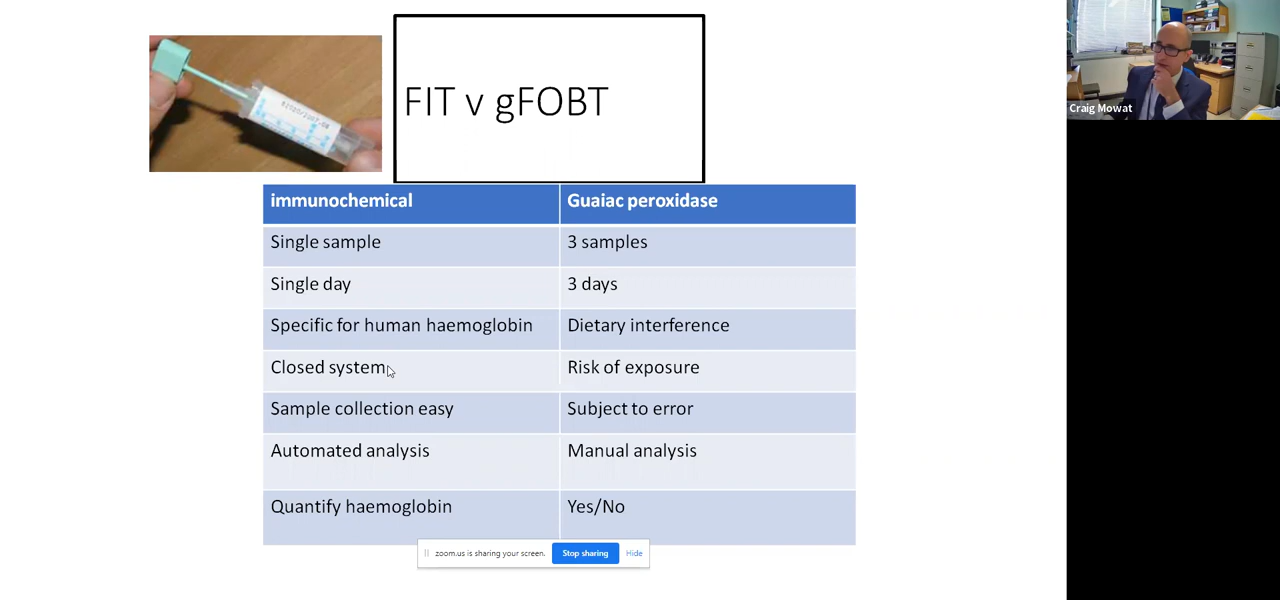 FIT v gFOBT
Craig Mowat
immunochemical Guaiac peroxidase
Single sample 3 samples
Single day 3 days
Specific for human haemoglobin Dietary interference
Closed system Risk of exposure
Sample collection easy Subject to error
Automated analysis Manual analysis
Quantify haemoglobin Yes/No
zoom.us is sharing your screen. Stop sharing Hide